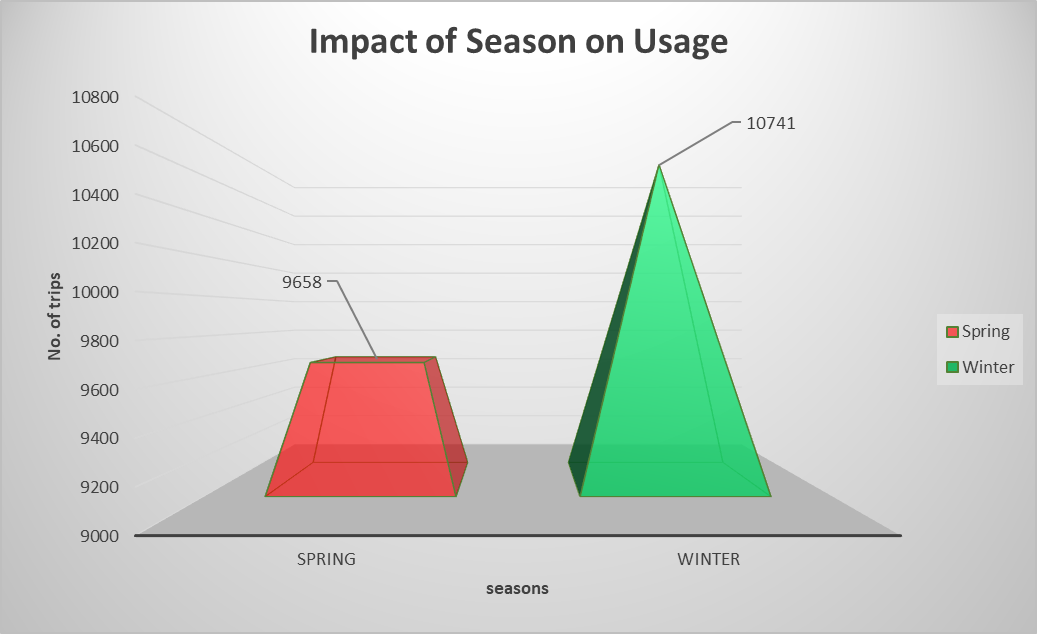 Impact of Season on Usage
10800
10600
10400
10200
10000
9800
9600
9400
9200
9000
No. of trips
9658
10741
SPRING
WINTER
seasons
Spring
Winter